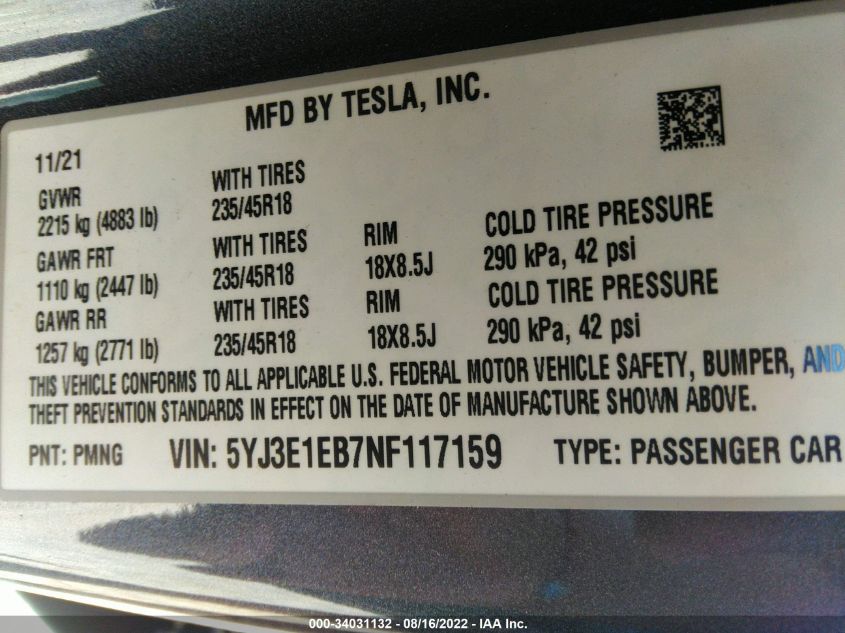 MFD BY TESLA, INC.
11/21
GVWR WITH TIRES
2215 kg (4883 lb) 235/45R18
GAWR FRT WITH TIRES RIM COLD TIRE PRESSURE
1110 kg (2447 lb) 235/45R18 18X8.5J 290 kPa, 42 psi
GAWR RR WITH TIRES RIM COLD TIRE PRESSURE
1257 kg (2771 lb) 235/45R18 18X8.5J 290 kPa, 42 psi
THIS VEHICLE CONFORMS TO ALL APPLICABLE U.S. FEDERAL MOTOR VEHICLE SAFETY, BUMPER, AND
THEFT PREVENTION STANDARDS IN EFFECT ON THE DATE OF MANUFACTURE SHOWN ABOVE.
PNT: PMNG VIN: 5YJ3E1EB7NF117159 TYPE: PASSENGER CAR
000-34031132 - 08/16/2022 - IAA Inc.